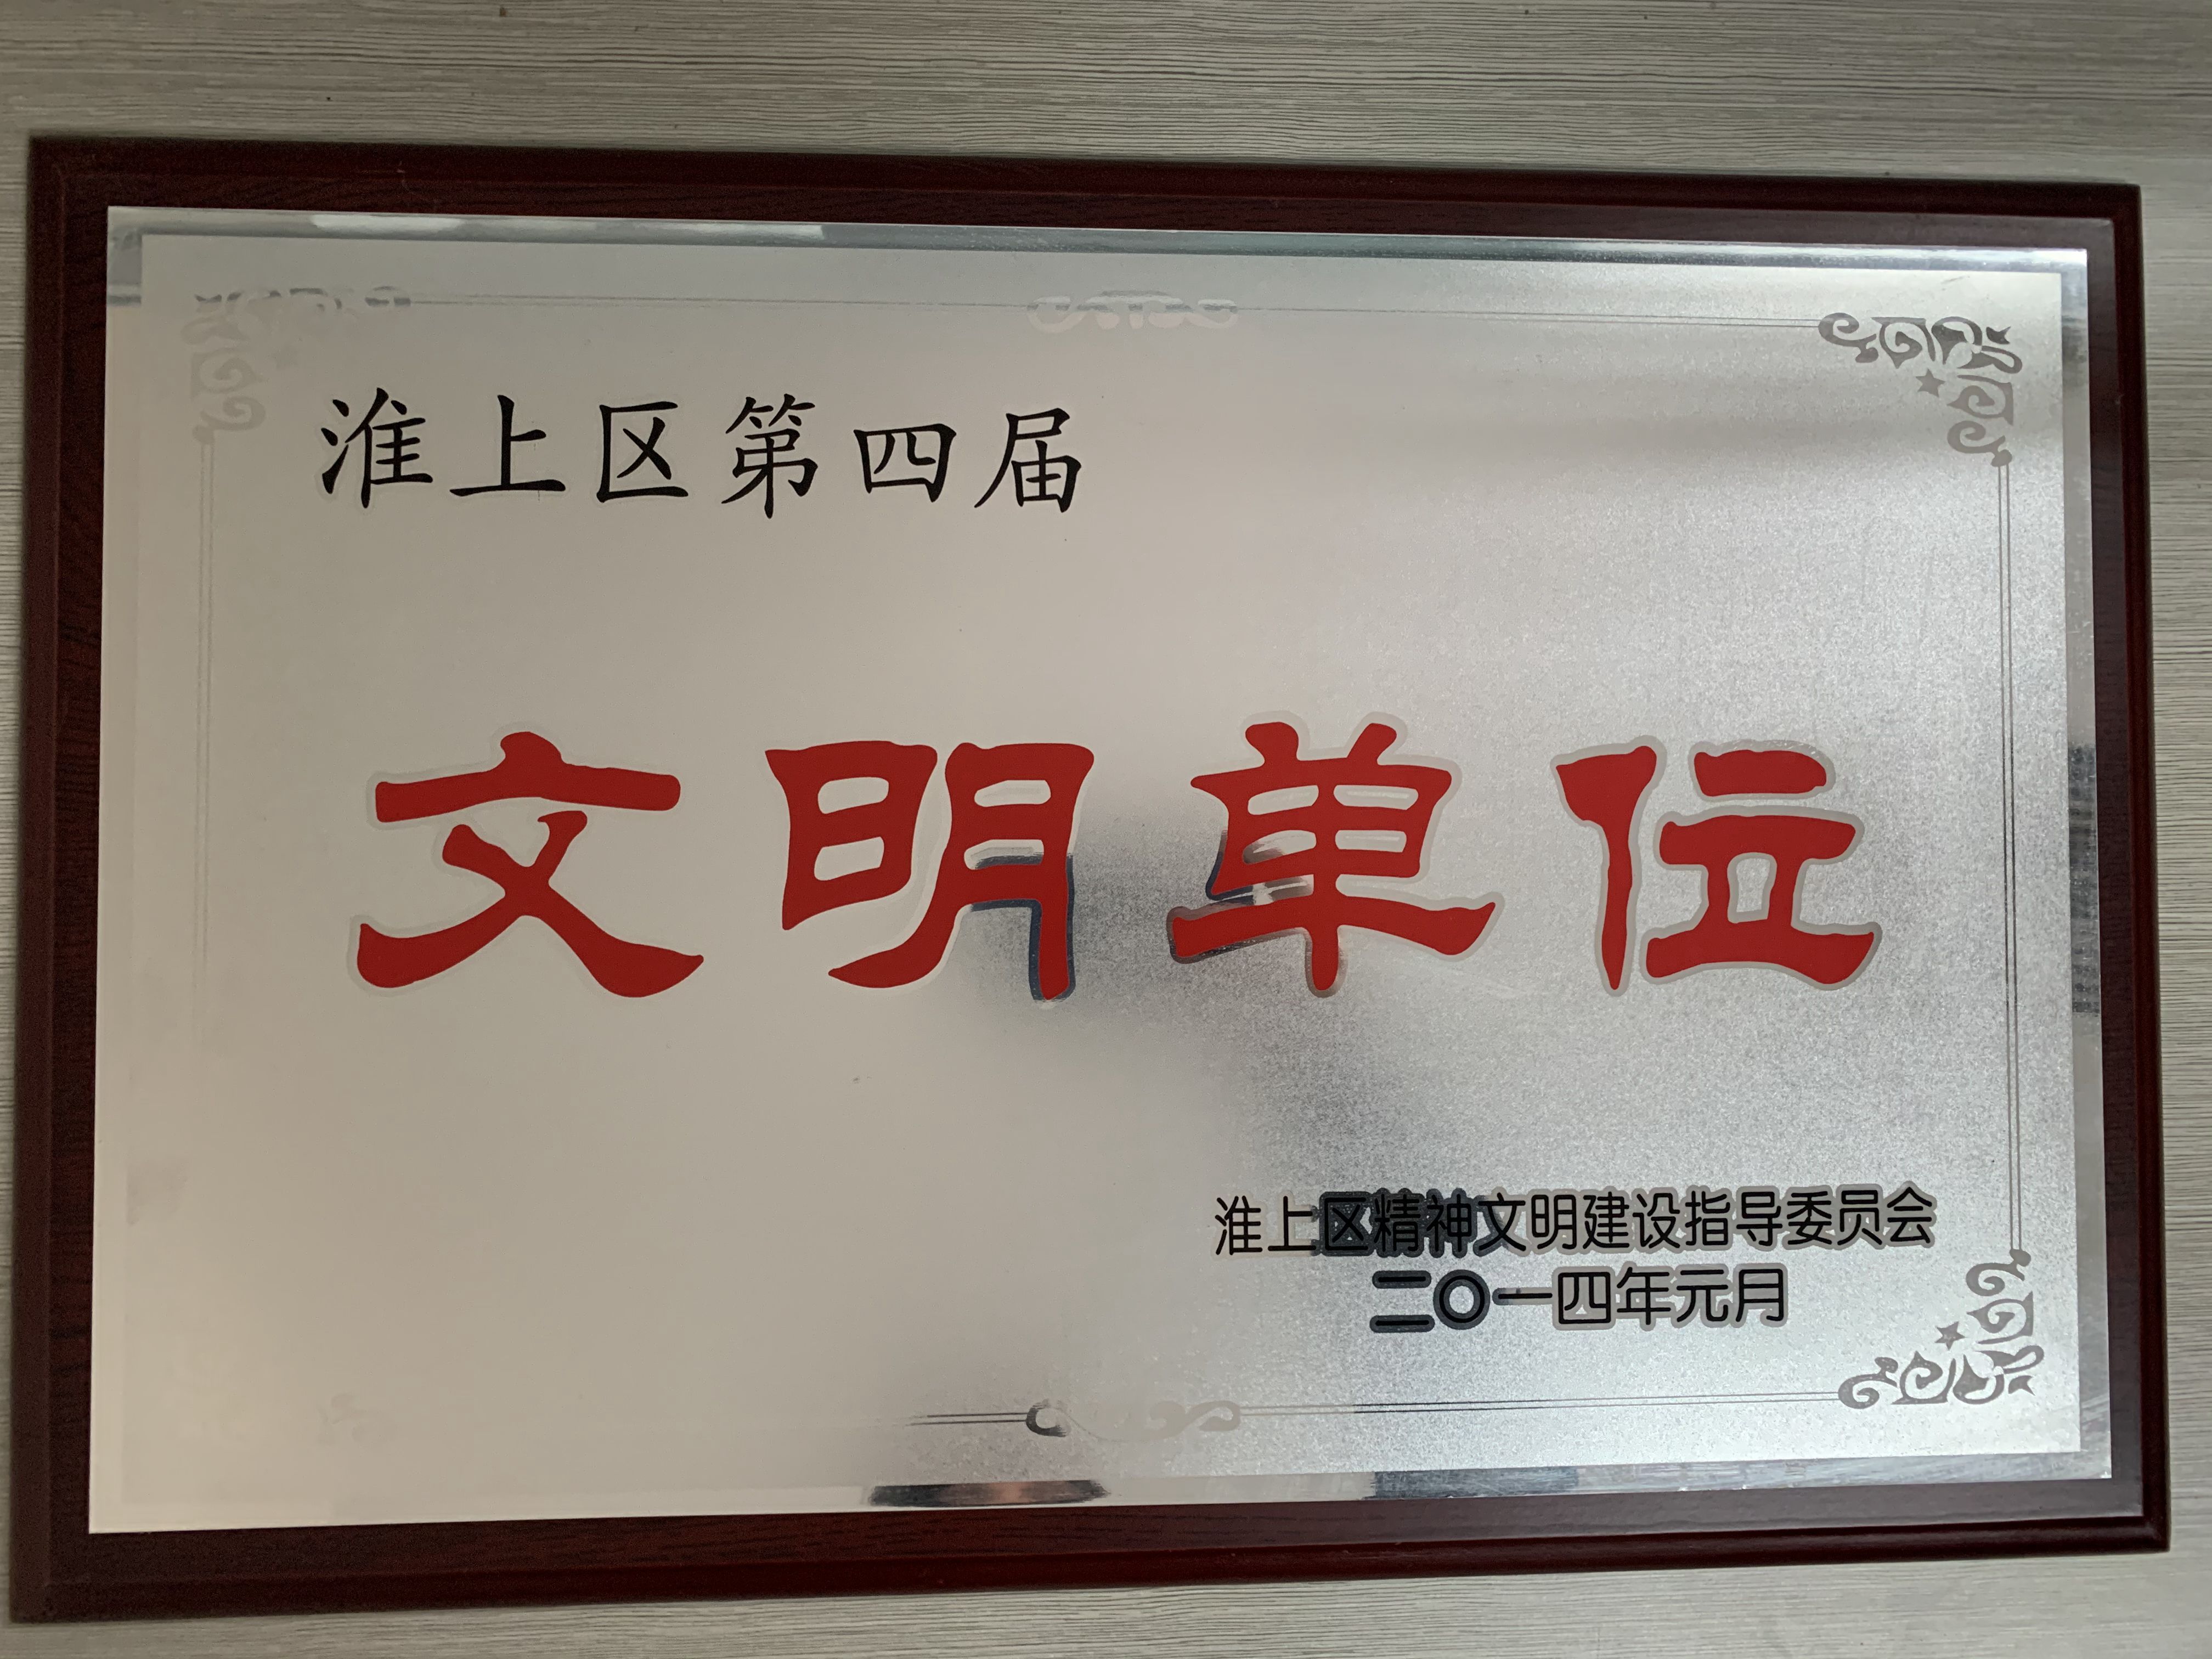 淮上区第四届
文明单位
淮上区精神文明建设指导委员会
二〇一四年元月